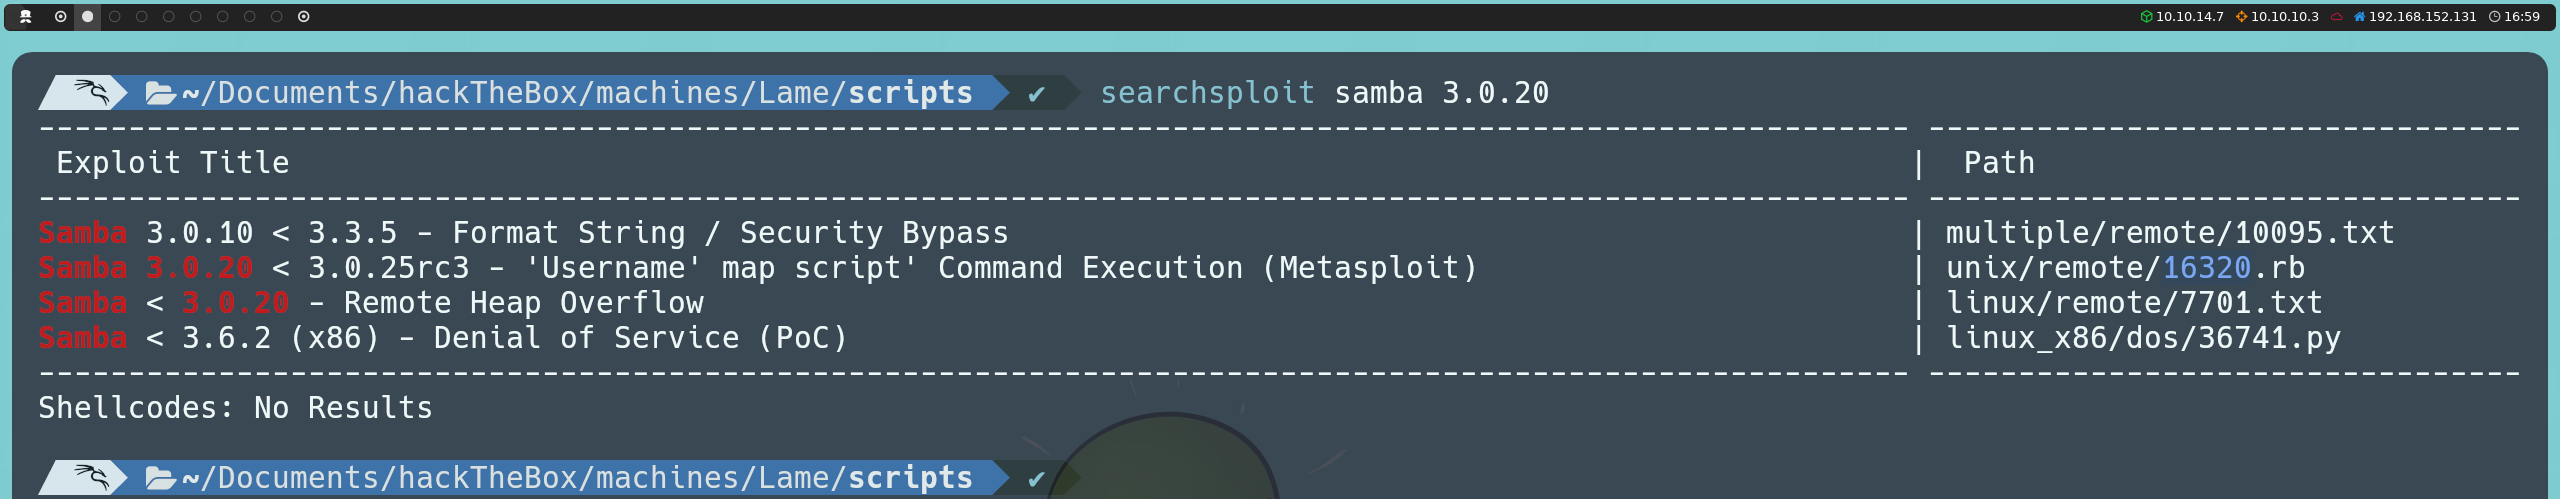 10.10.14.7 10.10.10.3 192.168.152.131 16:59
~/Documents/hackTheBox/machines/Lame/scripts ✔ searchsploit samba 3.0.20
---------------------------------------------------------------------------------------------------------- ---------------------------------
Exploit Title | Path
---------------------------------------------------------------------------------------------------------- ---------------------------------
Samba 3.0.10 < 3.3.5 - Format String / Security Bypass | multiple/remote/10095.txt
Samba 3.0.20 < 3.0.25rc3 - 'Username' map script' Command Execution (Metasploit) | unix/remote/16320.rb
Samba < 3.0.20 - Remote Heap Overflow | linux/remote/7701.txt
Samba < 3.6.2 (x86) - Denial of Service (PoC) | linux_x86/dos/36741.py
---------------------------------------------------------------------------------------------------------- ---------------------------------
Shellcodes: No Results
~/Documents/hackTheBox/machines/Lame/scripts ✔